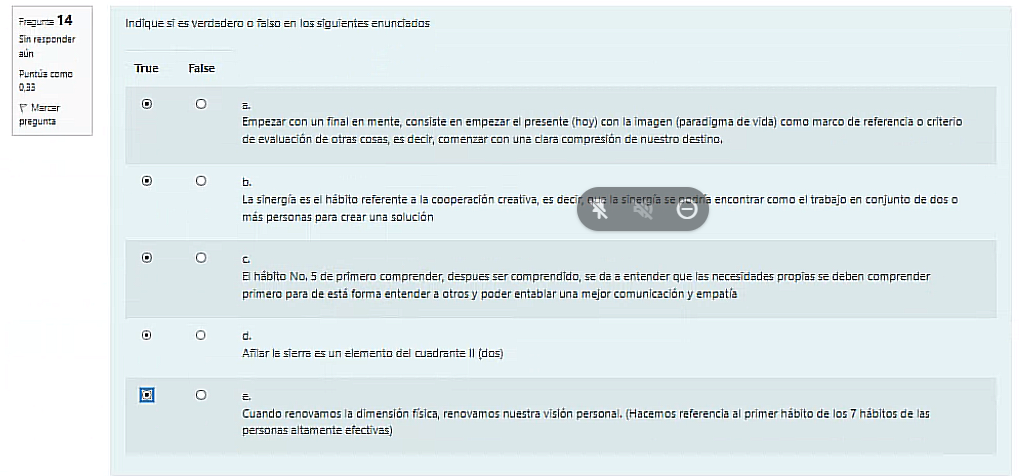 Pregunta 14
Sin responder
aún
Puntúa como
0,33
Marcar
pregunta
Indique si es verdadero o falso en los siguientes enunciados
True False
a.
Empezar con un final en mente, consiste en empezar el presente (hoy) con la imagen (paradigma de vida) como marco de referencia o criterio
de evaluación de otras cosas, es decir, comenzar con una clara compresión de nuestro destino.
b.
La sinergía es el hábito referente a la cooperación creativa, es decir, que la sinergía se podría encontrar como el trabajo en conjunto de dos o
más personas para crear una solución
c.
El hábito No. 5 de primero comprender, despues ser comprendido, se da a entender que las necesidades propias se deben comprender
primero para de está forma entender a otros y poder entablar una mejor comunicación y empatía
d.
Afilar la sierra es un elemento del cuadrante II (dos)
e.
Cuando renovamos la dimensión física, renovamos nuestra visión personal. (Hacemos referencia al primer hábito de los 7 hábitos de las
personas altamente efectivas)